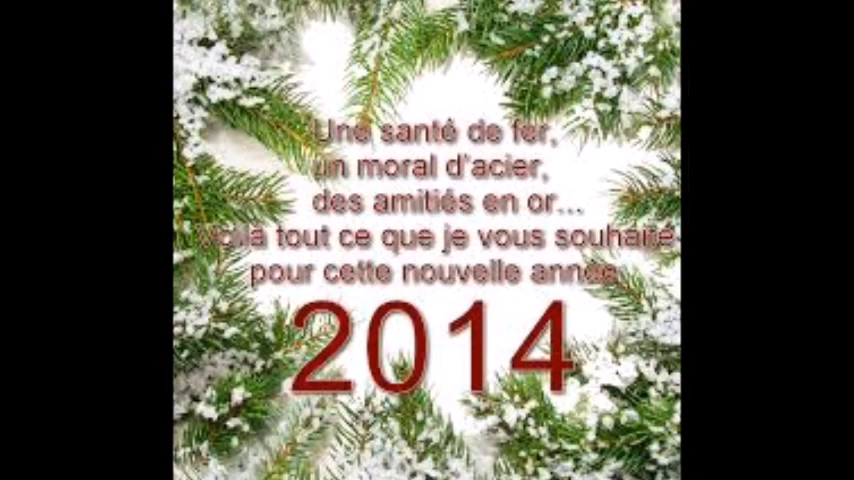 Une santé de fer,
un moral d'acier,
des amitiés en or...
Voilà tout ce que je vous souhaite
pour cette nouvelle année
2014